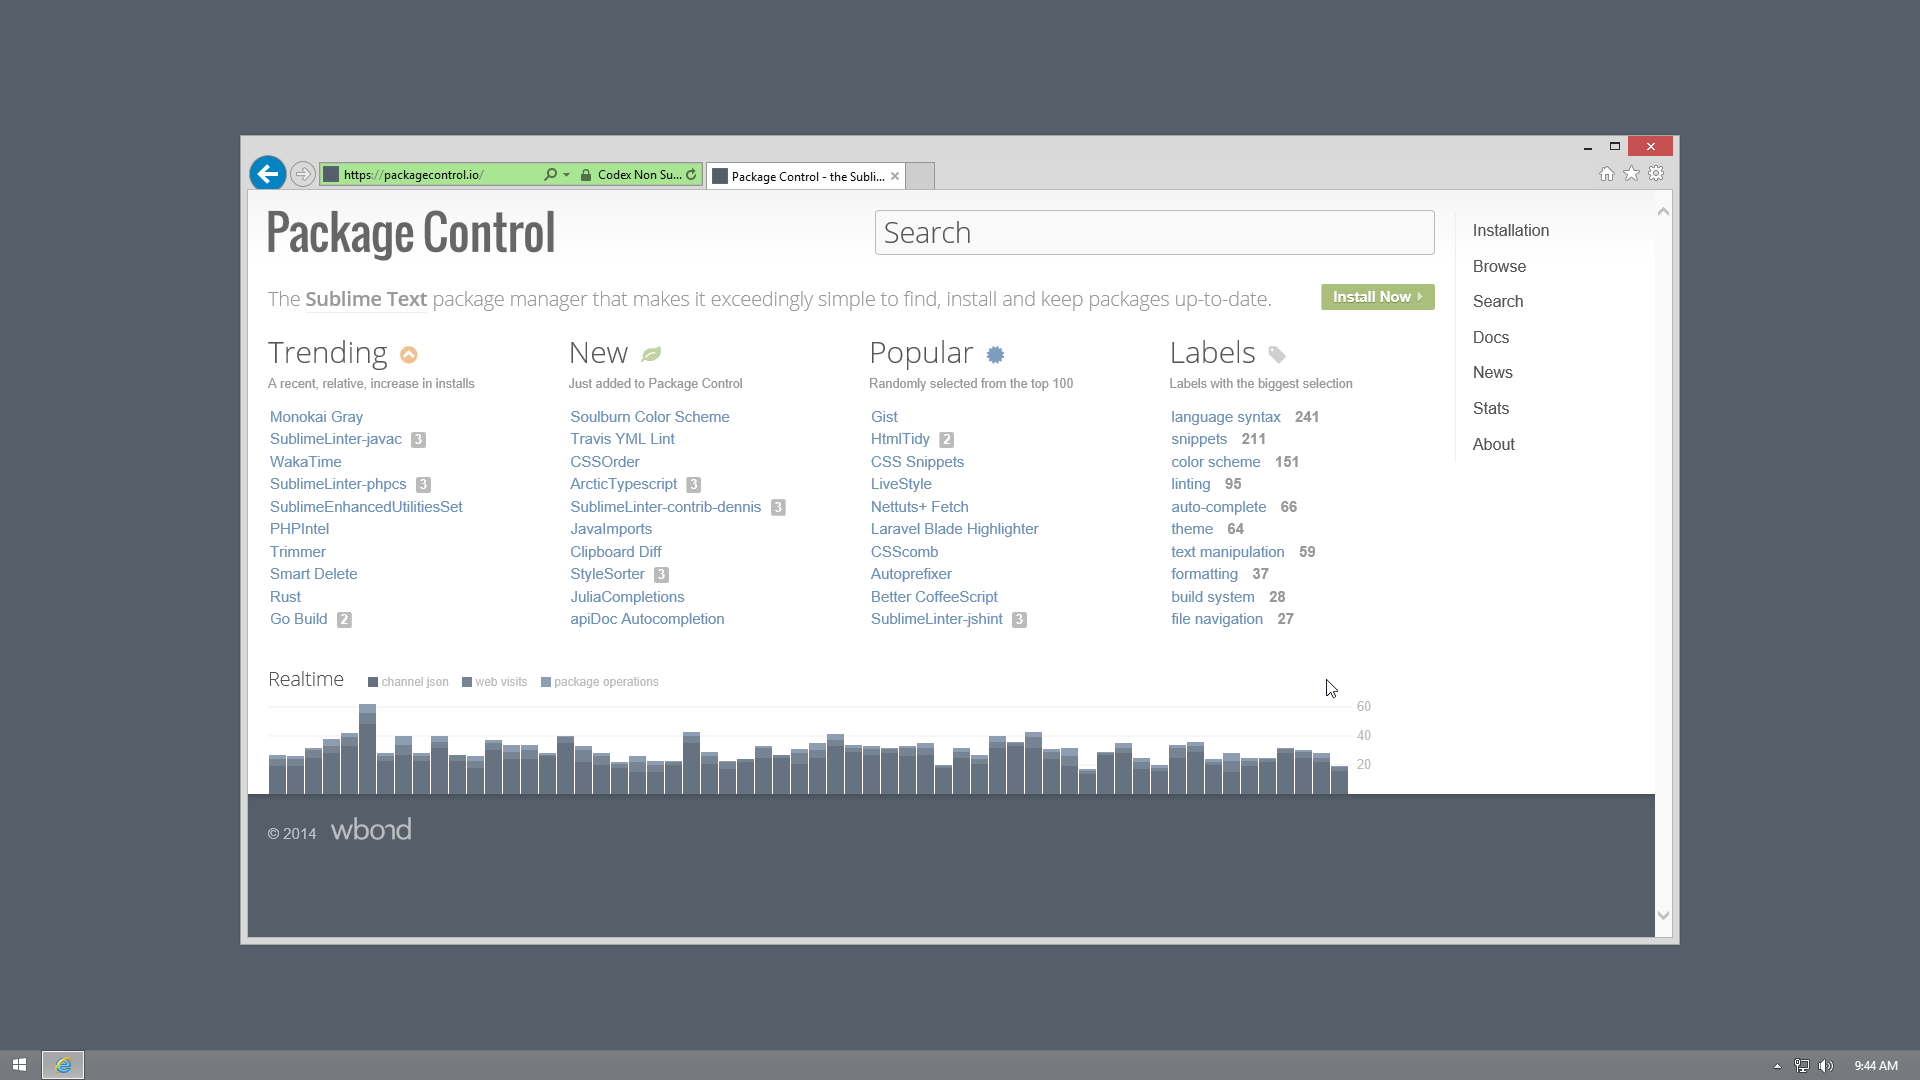 https://packagecontrol.io/
Codex Non Su...
Package Control - the Subli...
Package Control
Search
Installation
Browse
Search
Docs
News
Stats
About
The Sublime Text package manager that makes it exceedingly simple to find, install and keep packages up-to-date.
Install Now
Trending
A recent, relative, increase in installs
Monokai Gray
SublimeLinter-javac 3
WakaTime
SublimeLinter-phpcs 3
SublimeEnhancedUtilitiesSet
PHPIntel
Trimmer
Smart Delete
Rust
Go Build 2
New
Just added to Package Control
Soulburn Color Scheme
Travis YML Lint
CSSOrder
ArcticTypescript 3
SublimeLinter-contrib-dennis 3
JavaImports
Clipboard Diff
StyleSorter 3
JuliaCompletions
apiDoc Autocompletion
Popular
Randomly selected from the top 100
Gist
HtmlTidy 2
CSS Snippets
LiveStyle
Nettuts+ Fetch
Laravel Blade Highlighter
CSScomb
Autoprefixer
Better CoffeeScript
SublimeLinter-jshint 3
Labels
Labels with the biggest selection
language syntax 241
snippets 211
color scheme 151
linting 95
auto-complete 66
theme 64
text manipulation 59
formatting 37
build system 28
file navigation 27
Realtime
channel json
web visits
package operations
60
40
20
© 2014 wbond
9:44 AM